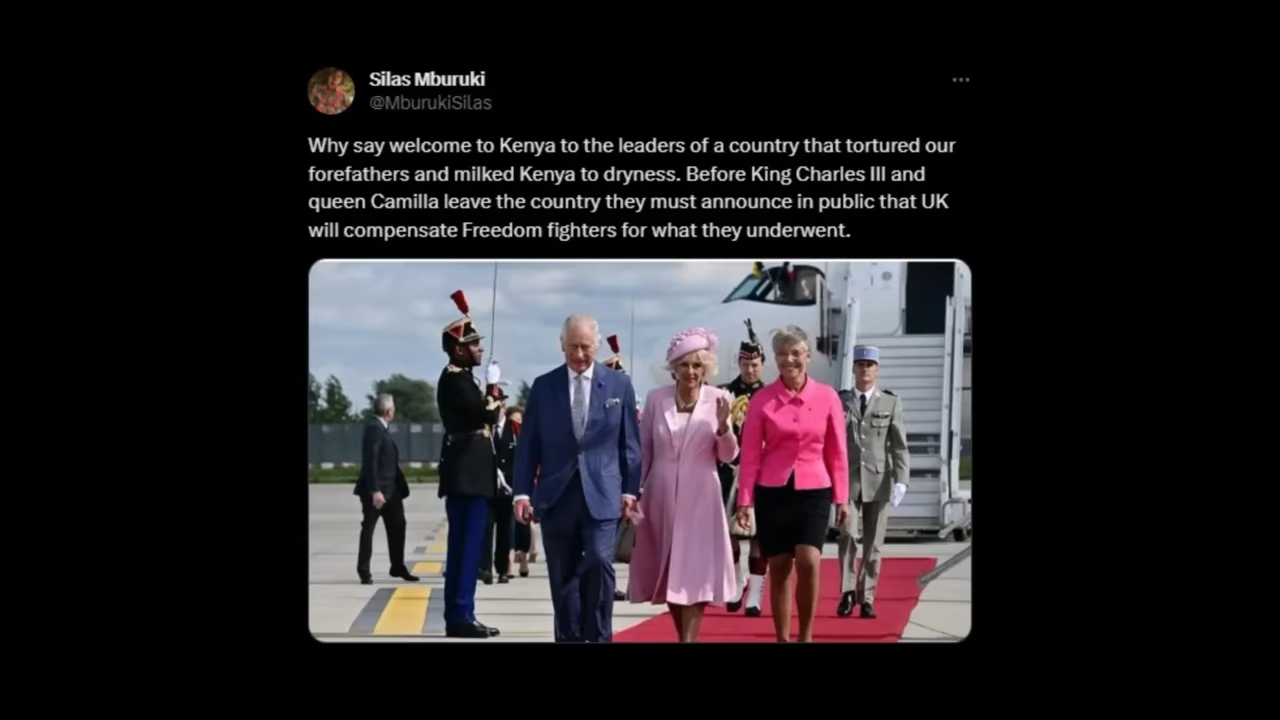 Silas Mburuki
@MburukiSilas
Why say welcome to Kenya to the leaders of a country that tortured our
forefathers and milked Kenya to dryness. Before King Charles III and
queen Camilla leave the country they must announce in public that UK
will compensate Freedom fighters for what they underwent.